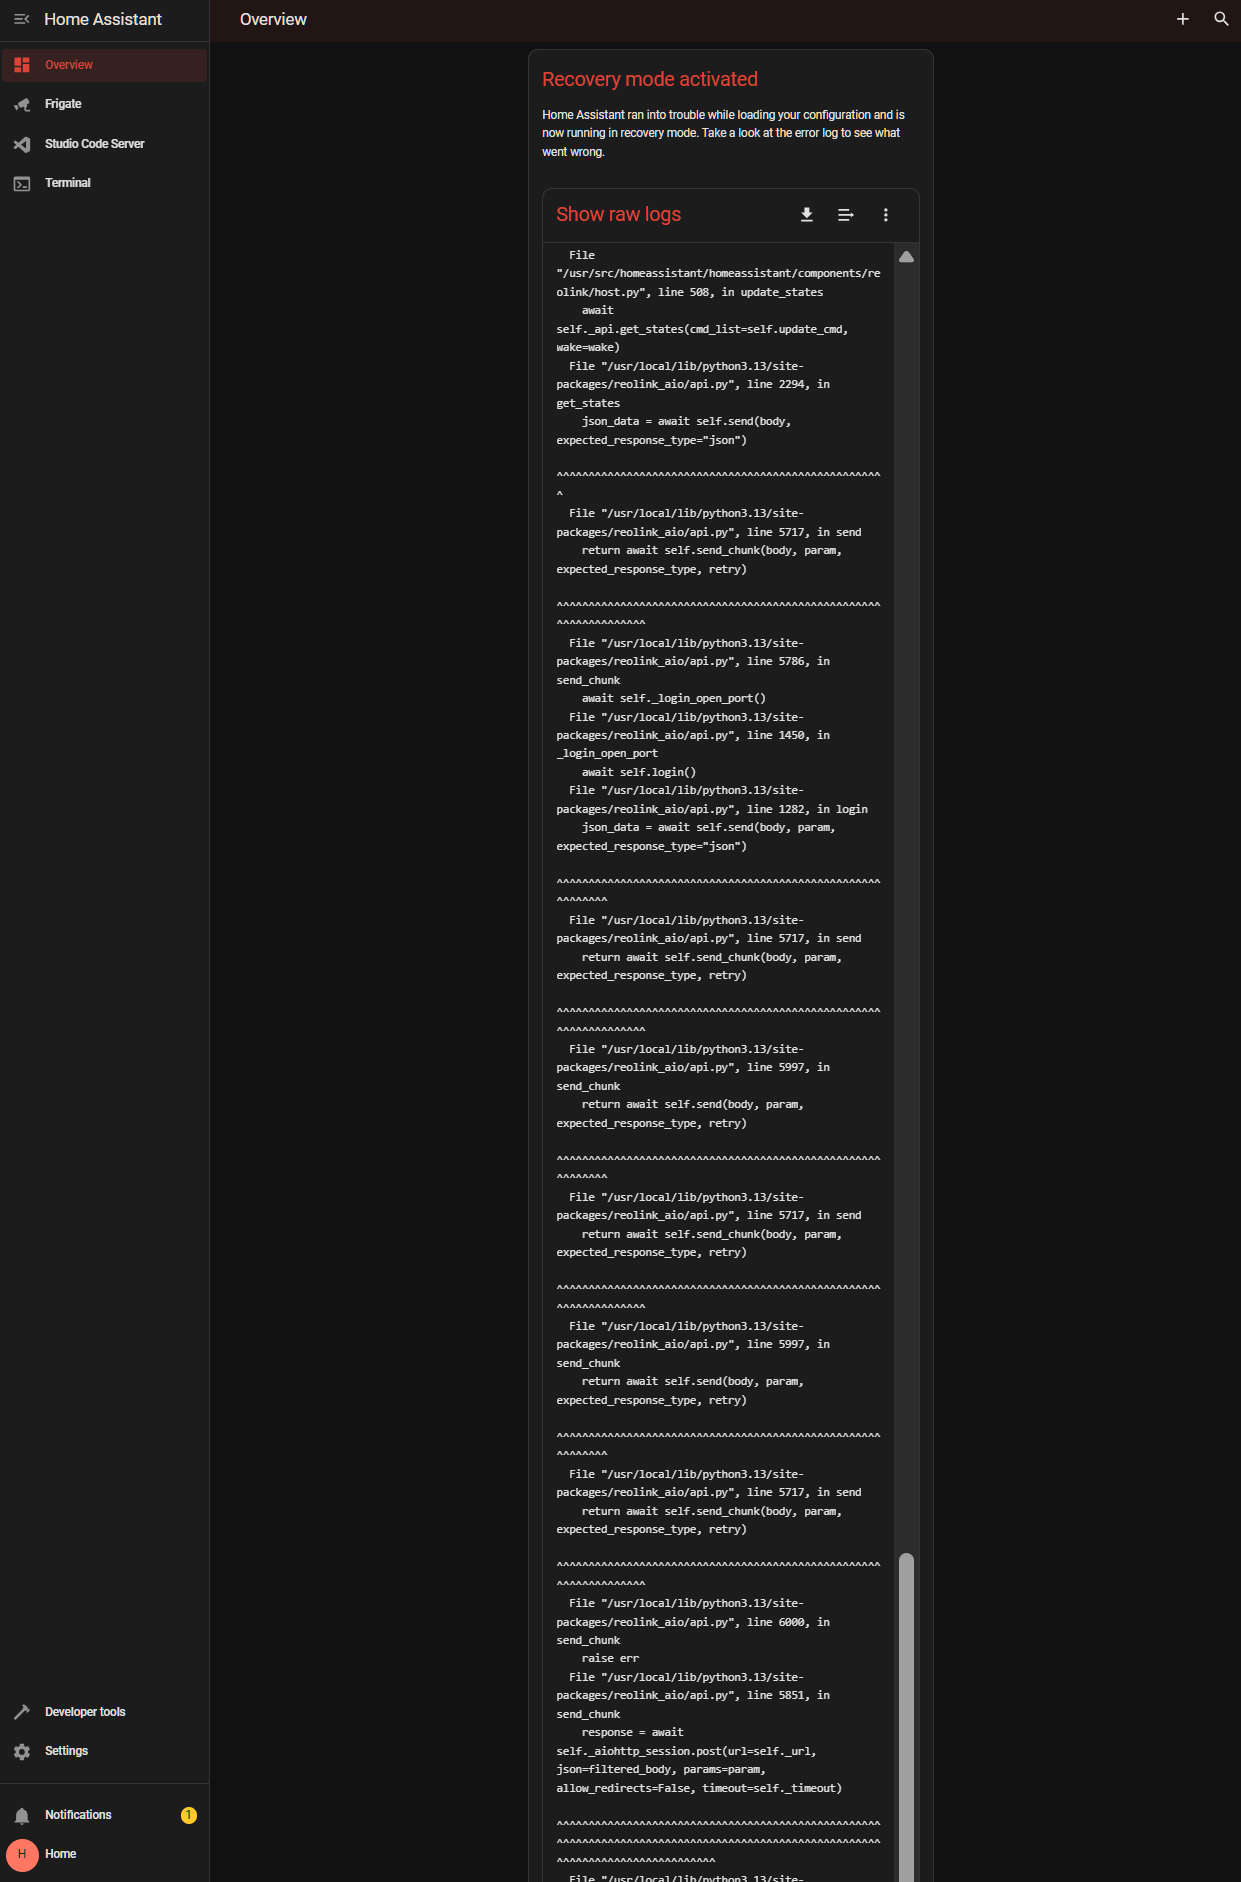 Home Assistant
Overview
Overview
Frigate
Studio Code Server
Terminal
Recovery mode activated
Home Assistant ran into trouble while loading your configuration and is
now running in recovery mode. Take a look at the error log to see what
went wrong.
Show raw logs
  File
"/usr/src/homeassistant/homeassistant/components/re
olink/host.py", line 508, in update_states
    await
self._api.get_states(cmd_list=self.update_cmd,
wake=wake)
  File "/usr/local/lib/python3.13/site-
packages/reolink_aio/api.py", line 2294, in
get_states
    json_data = await self.send(body,
expected_response_type="json")
^^^^^^^^^^^^^^^^^^^^^^^^^^^^^^^^^^^^^^^^^^^^^^^^^^^
^
  File "/usr/local/lib/python3.13/site-
packages/reolink_aio/api.py", line 5717, in send
    return await self.send_chunk(body, param,
expected_response_type, retry)
^^^^^^^^^^^^^^^^^^^^^^^^^^^^^^^^^^^^^^^^^^^^^^^^^^^
^^^^^^^^^^^^^^
  File "/usr/local/lib/python3.13/site-
packages/reolink_aio/api.py", line 5786, in
send_chunk
    await self._login_open_port()
  File "/usr/local/lib/python3.13/site-
packages/reolink_aio/api.py", line 1450, in
_login_open_port
    await self.login()
  File "/usr/local/lib/python3.13/site-
packages/reolink_aio/api.py", line 1282, in login
    json_data = await self.send(body, param,
expected_response_type="json")
^^^^^^^^^^^^^^^^^^^^^^^^^^^^^^^^^^^^^^^^^^^^^^^^^^^
^^^^^^^^
  File "/usr/local/lib/python3.13/site-
packages/reolink_aio/api.py", line 5717, in send
    return await self.send_chunk(body, param,
expected_response_type, retry)
^^^^^^^^^^^^^^^^^^^^^^^^^^^^^^^^^^^^^^^^^^^^^^^^^^^
^^^^^^^^^^^^^^
  File "/usr/local/lib/python3.13/site-
packages/reolink_aio/api.py", line 5997, in
send_chunk
    return await self.send(body, param,
expected_response_type, retry)
^^^^^^^^^^^^^^^^^^^^^^^^^^^^^^^^^^^^^^^^^^^^^^^^^^^
^^^^^^^^
  File "/usr/local/lib/python3.13/site-
packages/reolink_aio/api.py", line 5717, in send
    return await self.send_chunk(body, param,
expected_response_type, retry)
^^^^^^^^^^^^^^^^^^^^^^^^^^^^^^^^^^^^^^^^^^^^^^^^^^^
^^^^^^^^^^^^^^
  File "/usr/local/lib/python3.13/site-
packages/reolink_aio/api.py", line 5997, in
send_chunk
    return await self.send(body, param,
expected_response_type, retry)
^^^^^^^^^^^^^^^^^^^^^^^^^^^^^^^^^^^^^^^^^^^^^^^^^^^
^^^^^^^^
  File "/usr/local/lib/python3.13/site-
packages/reolink_aio/api.py", line 5717, in send
    return await self.send_chunk(body, param,
expected_response_type, retry)
^^^^^^^^^^^^^^^^^^^^^^^^^^^^^^^^^^^^^^^^^^^^^^^^^^^
^^^^^^^^^^^^^^
  File "/usr/local/lib/python3.13/site-
packages/reolink_aio/api.py", line 6000, in
send_chunk
    raise err
  File "/usr/local/lib/python3.13/site-
packages/reolink_aio/api.py", line 5851, in
send_chunk
    response = await
self._aiohttp_session.post(url=self._url,
json=filtered_body, params=param,
allow_redirects=False, timeout=self._timeout)
^^^^^^^^^^^^^^^^^^^^^^^^^^^^^^^^^^^^^^^^^^^^^^^^^^^
^^^^^^^^^^^^^^^^^^^^^^^^^^^^^^^^^^^^^^^^^^^^^^^^^^^
^^^^^^^^^^^^^^^^^^^^^^^^^
  File "/usr/local/lib/python3.13/site-
Developer tools
Settings
Notifications 1
H Home